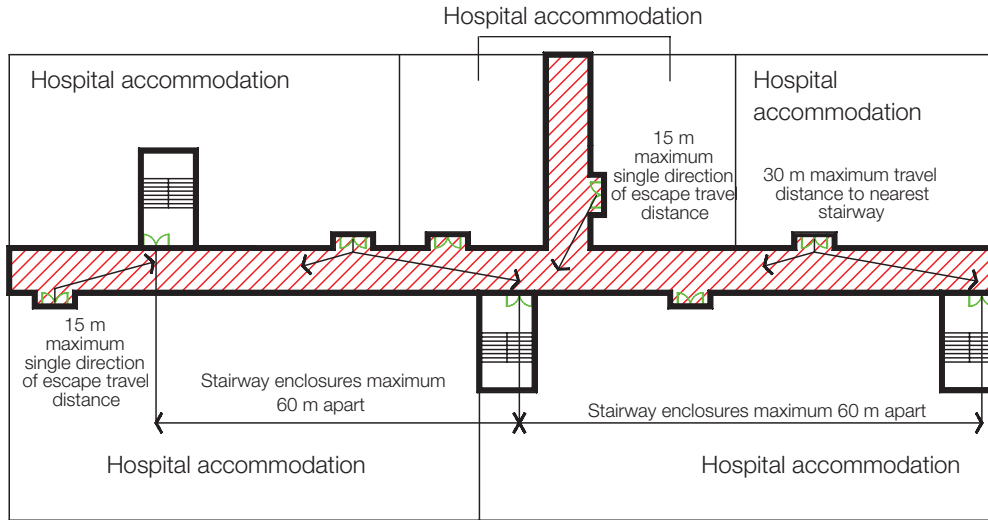 Hospital accommodation
Hospital accommodation
Hospital
accommodation
15 m
maximum
single direction
of escape travel
distance
30 m maximum travel
distance to nearest
stairway
15 m
maximum
single direction
of escape travel
distance
Stairway enclosures maximum
60 m apart
Stairway enclosures maximum 60 m apart
Hospital accommodation
Hospital accommodation